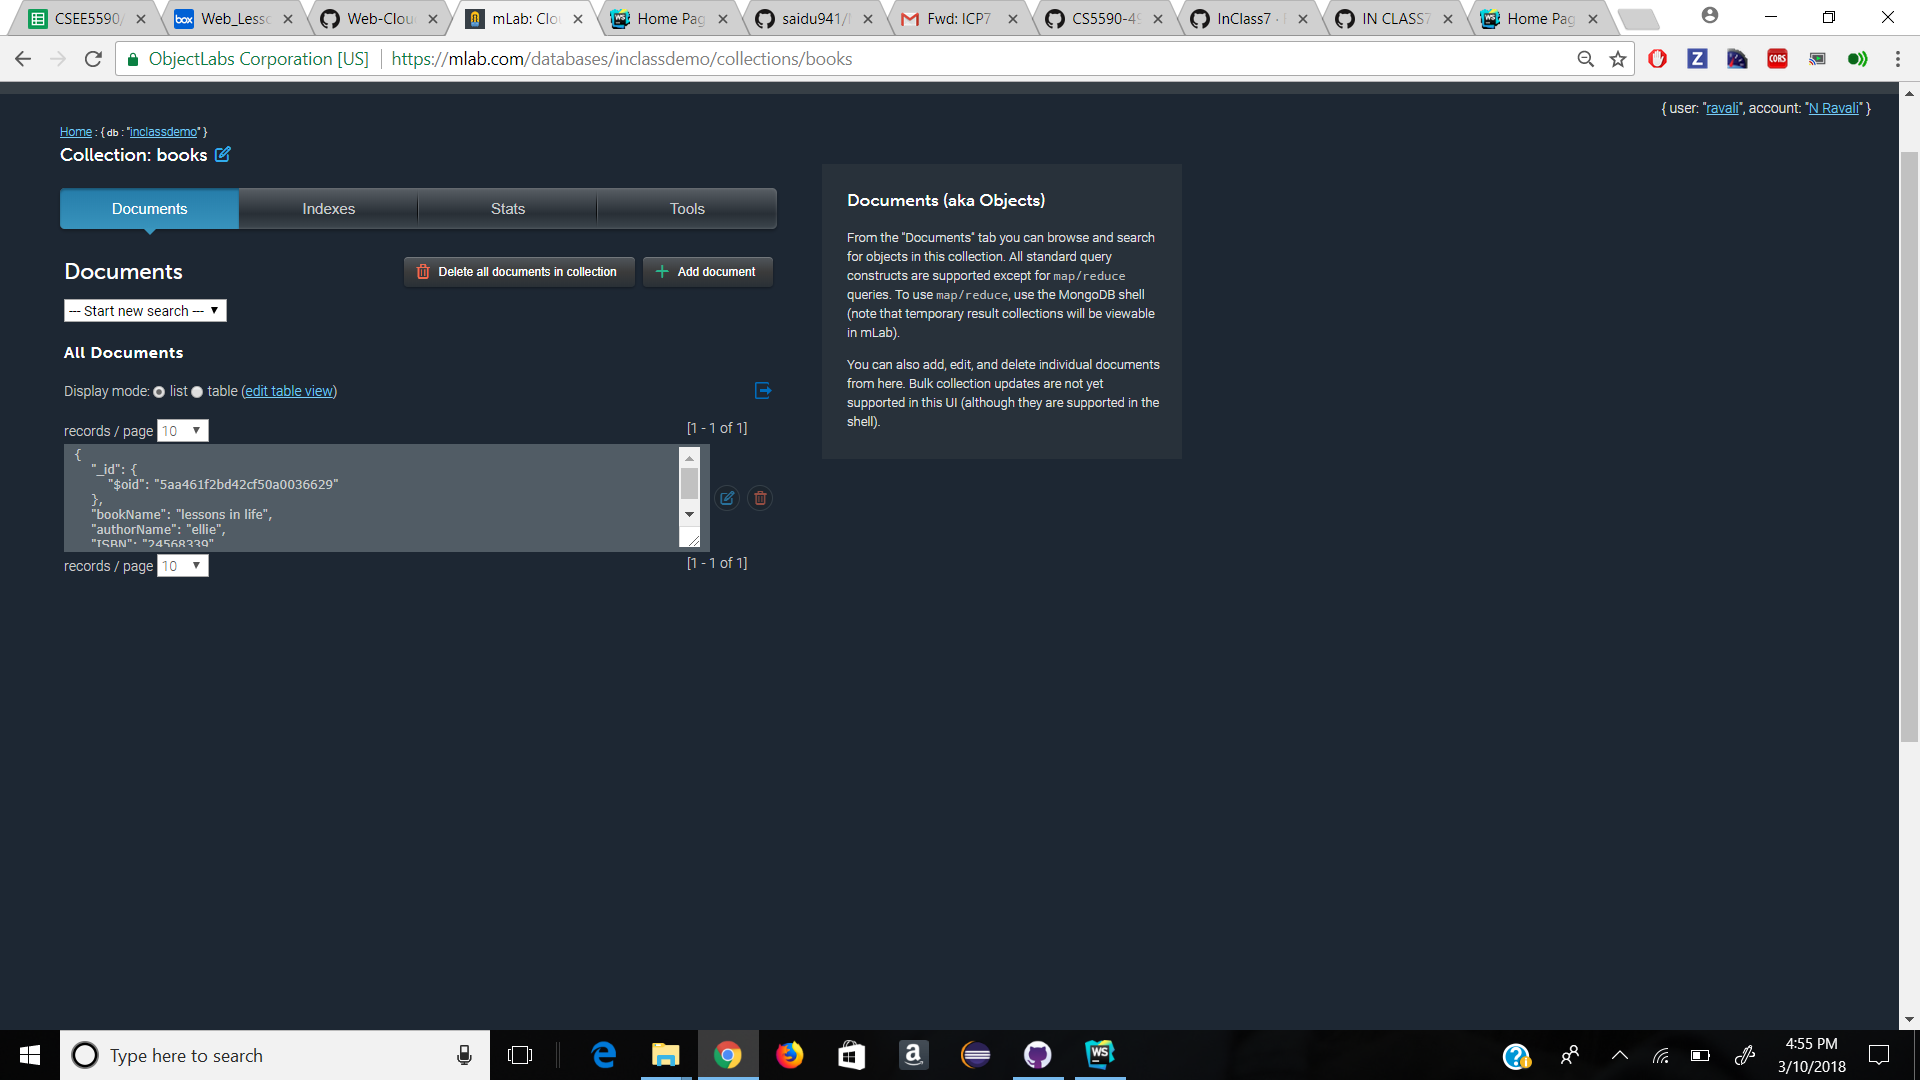 CSEE5590/
Web_Less
Web-Clou
mLab: Clou
Home Pag
saidu941/
Fwd: ICP7
CS5590-49
InClass7 ·
IN CLASS7
Home Pag
ObjectLabs Corporation [US]
https://mlab.com/databases/inclassdemo/collections/books
CORS
{ user: "ravali", account: "N Ravali" }
Home : { db : "inclassdemo" }
Collection: books
Documents
Indexes
Stats
Tools
Documents
Delete all documents in collection
Add document
--- Start new search ---
All Documents
Display mode: list table (edit table view)
records / page 10
[1 - 1 of 1]
{
"_id": {
"$oid": "5aa461f2bd42cf50a0036629"
},
"bookName": "lessons in life",
"authorName": "ellie",
"ISBN": "24568339"
records / page 10
[1 - 1 of 1]
Documents (aka Objects)
From the "Documents" tab you can browse and search
for objects in this collection. All standard query
constructs are supported except for map/reduce
queries. To use map/reduce, use the MongoDB shell
(note that temporary result collections will be viewable
in mLab).
You can also add, edit, and delete individual documents
from here. Bulk collection updates are not yet
supported in this UI (although they are supported in the
shell).
Type here to search
4:55 PM
3/10/2018